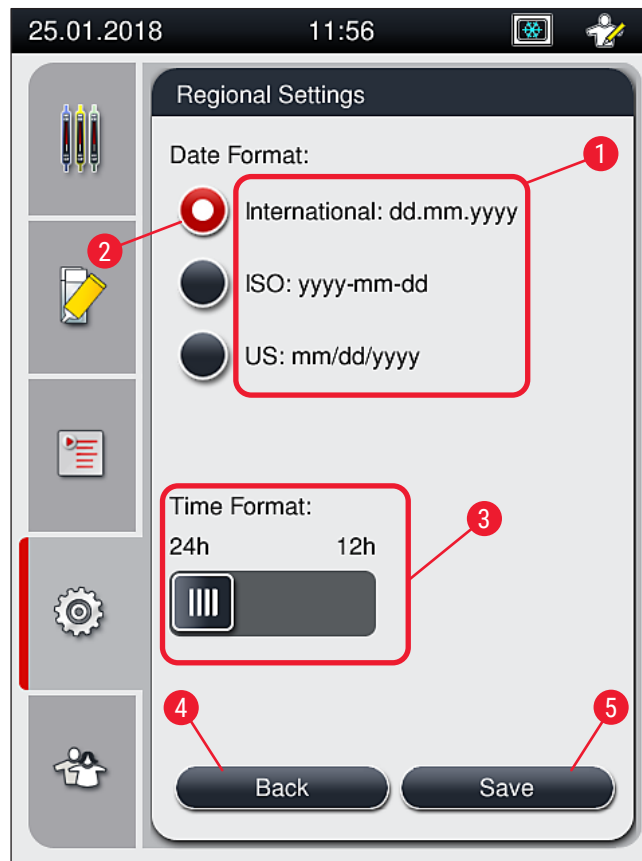 25.01.2018 11:56
Regional Settings
Date Format:
1
International: dd.mm.yyyy
2
ISO: yyyy-mm-dd
US: mm/dd/yyyy
Time Format:
3
24h 12h
4
5
Back Save